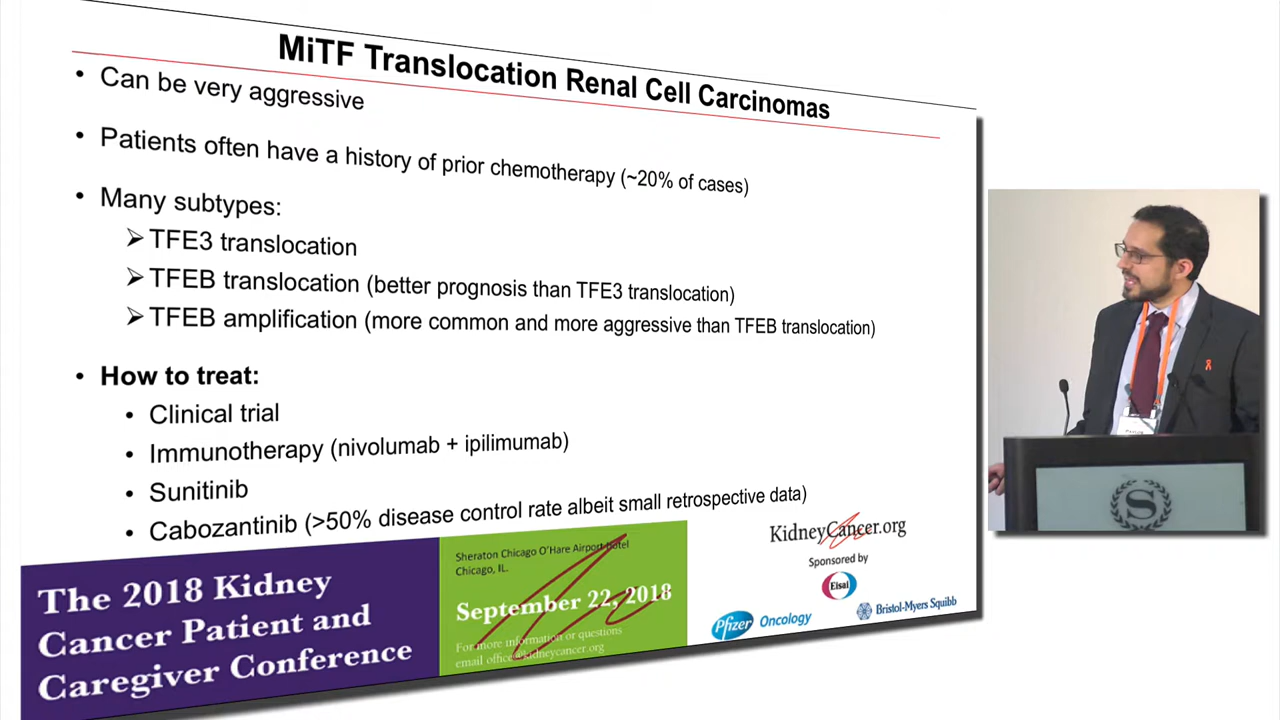 MiTF Translocation Renal Cell Carcinomas
• Can be very aggressive
• Patients often have a history of prior chemotherapy (~20% of cases)
• Many subtypes:
➢ TFE3 translocation
➢ TFEB translocation (better prognosis than TFE3 translocation)
➢ TFEB amplification (more common and more aggressive than TFEB translocation)
• How to treat:
• Clinical trial
• Immunotherapy (nivolumab + ipilimumab)
• Sunitinib
• Cabozantinib (>50% disease control rate albeit small retrospective data)
The 2018 Kidney
Cancer Patient and
Caregiver Conference
Sheraton Chicago O'Hare Airport Hotel
Chicago, IL.
September 22, 2018
For more information or questions
email office@kidneycancer.org
KidneyCancer.org
Sponsored by
Eisai
Pfizer Oncology
Bristol-Myers Squibb
S